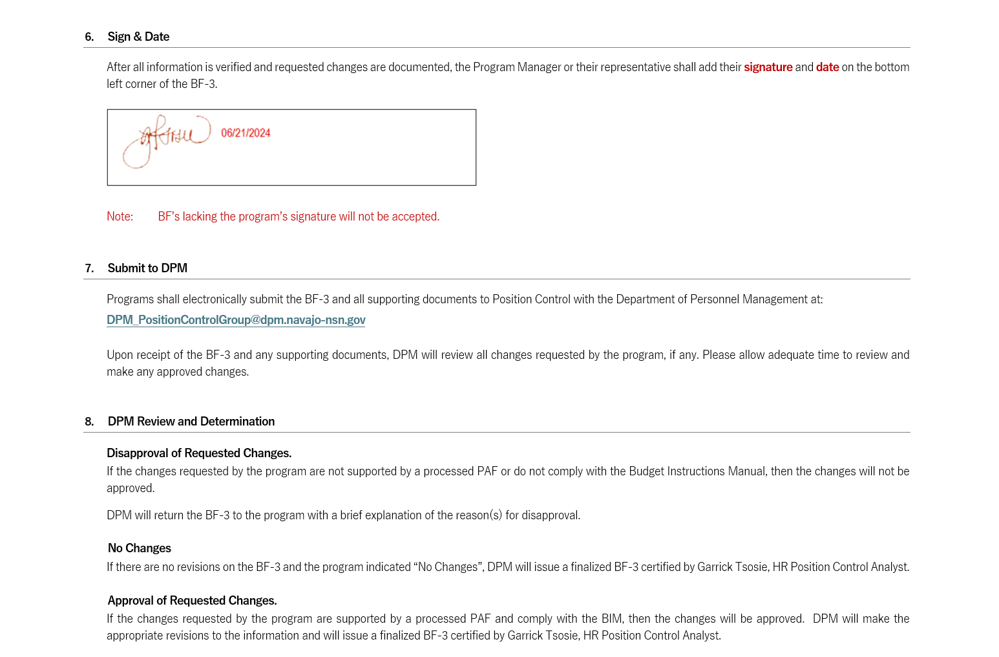 6. Sign & Date
After all information is verified and requested changes are documented, the Program Manager or their representative shall add their signature and date on the bottom
left corner of the BF-3.
06/21/2024
Note: BF’s lacking the program’s signature will not be accepted.
7. Submit to DPM
Programs shall electronically submit the BF-3 and all supporting documents to Position Control with the Department of Personnel Management at:
DPM_PositionControlGroup@dpm.navajo-nsn.gov
Upon receipt of the BF-3 and any supporting documents, DPM will review all changes requested by the program, if any. Please allow adequate time to review and
make any approved changes.
8. DPM Review and Determination
Disapproval of Requested Changes.
If the changes requested by the program are not supported by a processed PAF or do not comply with the Budget Instructions Manual, then the changes will not be
approved.
DPM will return the BF-3 to the program with a brief explanation of the reason(s) for disapproval.
No Changes
If there are no revisions on the BF-3 and the program indicated “No Changes”, DPM will issue a finalized BF-3 certified by Garrick Tsosie, HR Position Control Analyst.
Approval of Requested Changes.
If the changes requested by the program are supported by a processed PAF and comply with the BIM, then the changes will be approved. DPM will make the
appropriate revisions to the information and will issue a finalized BF-3 certified by Garrick Tsosie, HR Position Control Analyst.